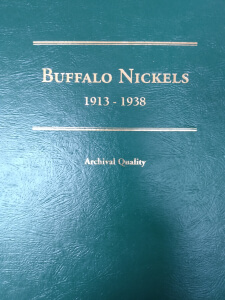 BUFFALO NICKELS
1913 - 1938
Archival Quality